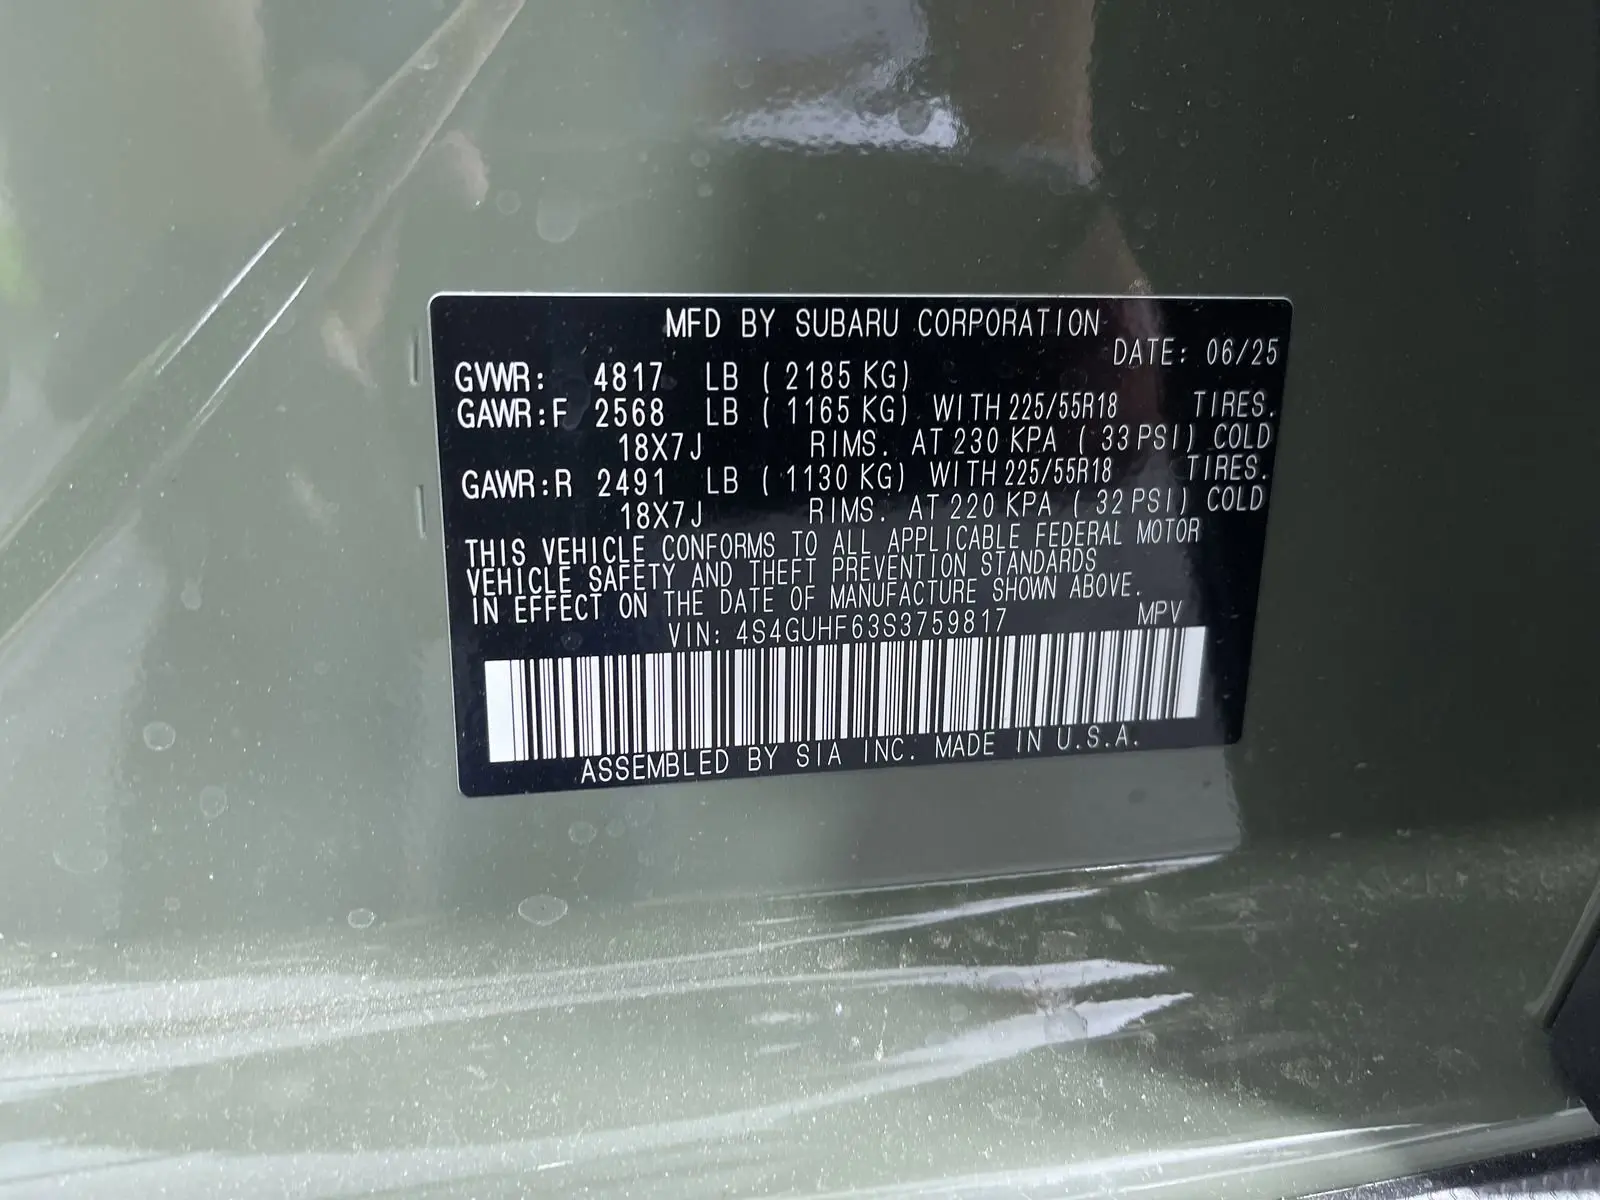 MFD BY SUBARU CORPORATION
DATE: 06/25
GVWR: 4817 LB ( 2185 KG)
GAWR:F 2568 LB ( 1165 KG) WITH 225/55R18 TIRES.
18X7J RIMS. AT 230 KPA ( 33 PSI) COLD
GAWR:R 2491 LB ( 1130 KG) WITH 225/55R18 TIRES.
18X7J RIMS. AT 220 KPA ( 32 PSI) COLD
THIS VEHICLE CONFORMS TO ALL APPLICABLE FEDERAL MOTOR
VEHICLE SAFETY AND THEFT PREVENTION STANDARDS
IN EFFECT ON THE DATE OF MANUFACTURE SHOWN ABOVE.
VIN: 4S4GUHF63S3759817 MPV
ASSEMBLED BY SIA INC. MADE IN U.S.A.